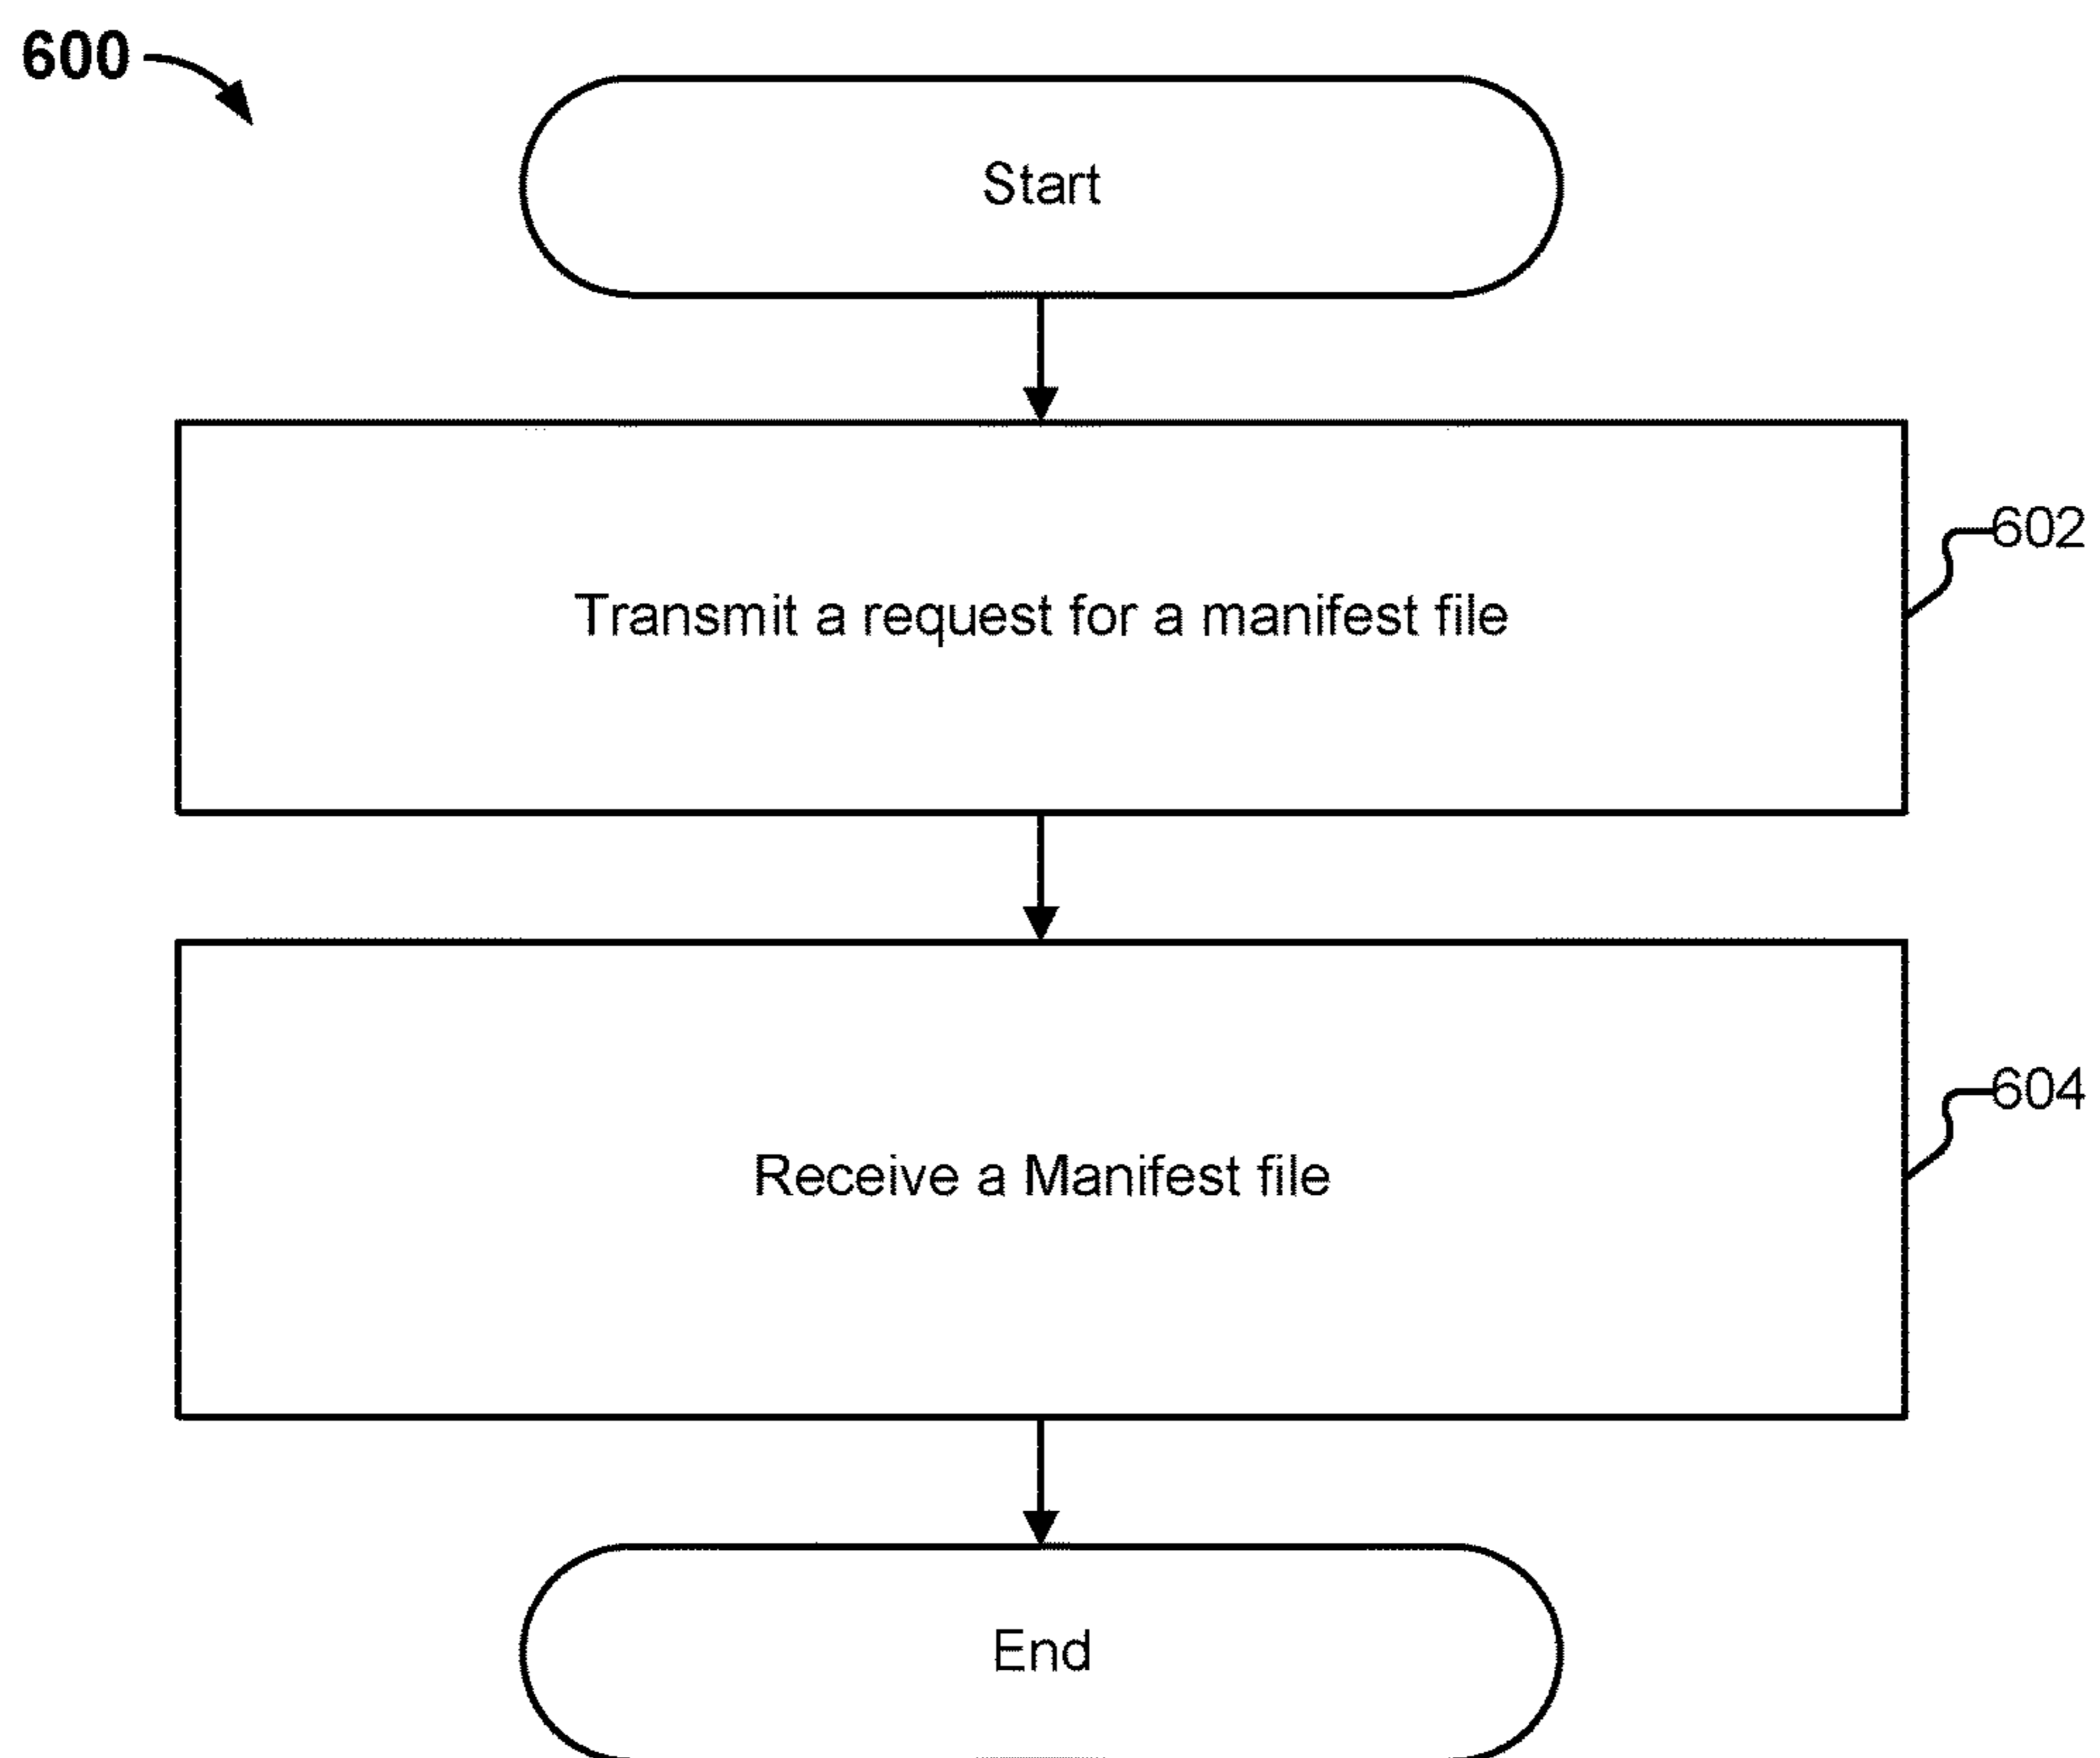 600
Start
Transmit a request for a manifest file
602
Receive a Manifest file
604
End